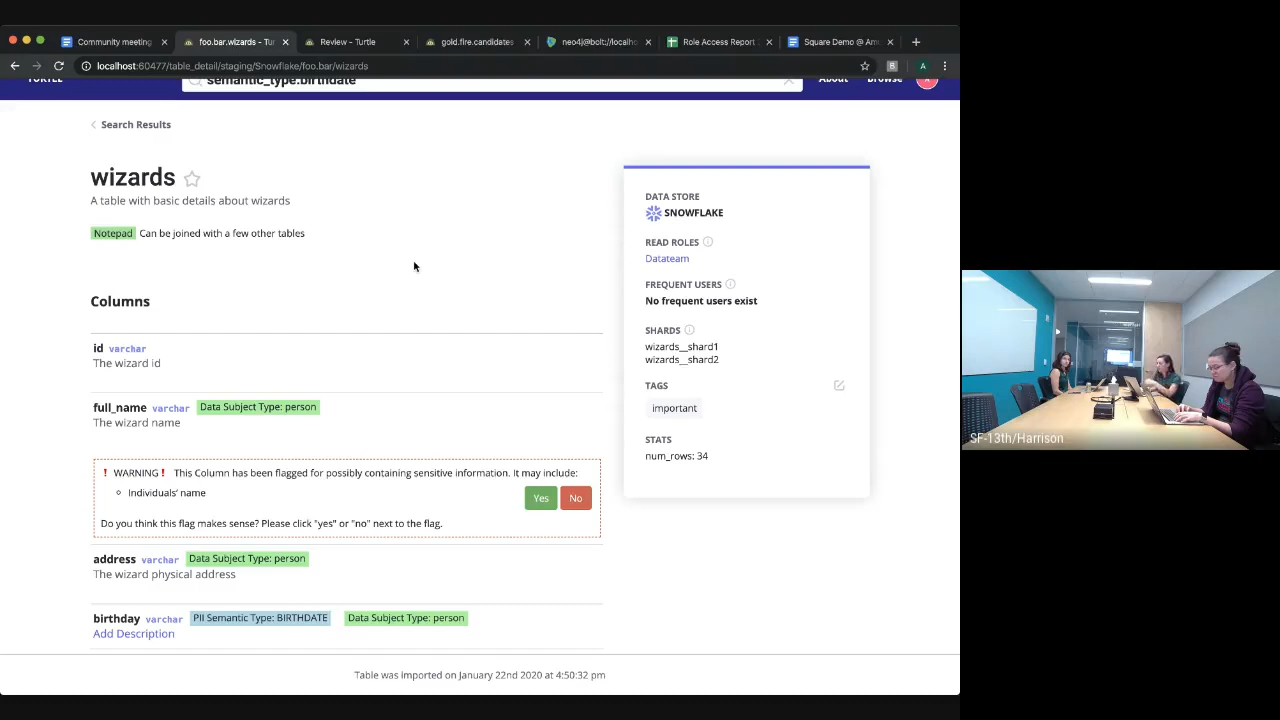 Community meeting
foo.bar.wizards - Tur
Review - Turtle
gold.fire.candidates
neo4j@bolt://localho
Role Access Report
Square Demo @ Am
localhost:60477/table_detail/staging/Snowflake/foo.bar/wizards
TURTLE
semantic_type:birthdate
About
Browse
Search Results
wizards
A table with basic details about wizards
Notepad Can be joined with a few other tables
Columns
id varchar
The wizard id
full_name varchar Data Subject Type: person
The wizard name
! WARNING ! This Column has been flagged for possibly containing sensitive information. It may include:
Individuals' name
Yes No
Do you think this flag makes sense? Please click "yes" or "no" next to the flag.
address varchar Data Subject Type: person
The wizard physical address
birthday varchar PII Semantic Type: BIRTHDATE Data Subject Type: person
Add Description
DATA STORE
SNOWFLAKE
READ ROLES
Datateam
FREQUENT USERS
No frequent users exist
SHARDS
wizards__shard1
wizards__shard2
TAGS
important
STATS
num_rows: 34
Table was imported on January 22nd 2020 at 4:50:32 pm
SF-13th/Harrison